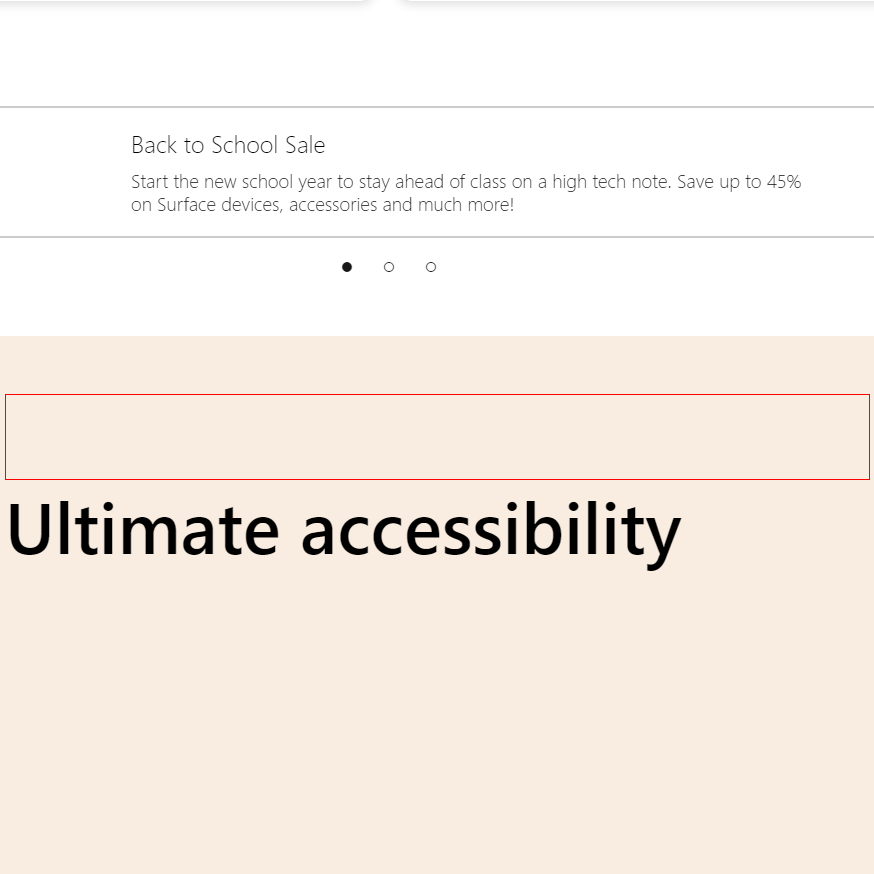 Back to School Sale
Start the new school year to stay ahead of class on a high tech note. Save up to 45%
on Surface devices, accessories and much more!
Ultimate accessibility